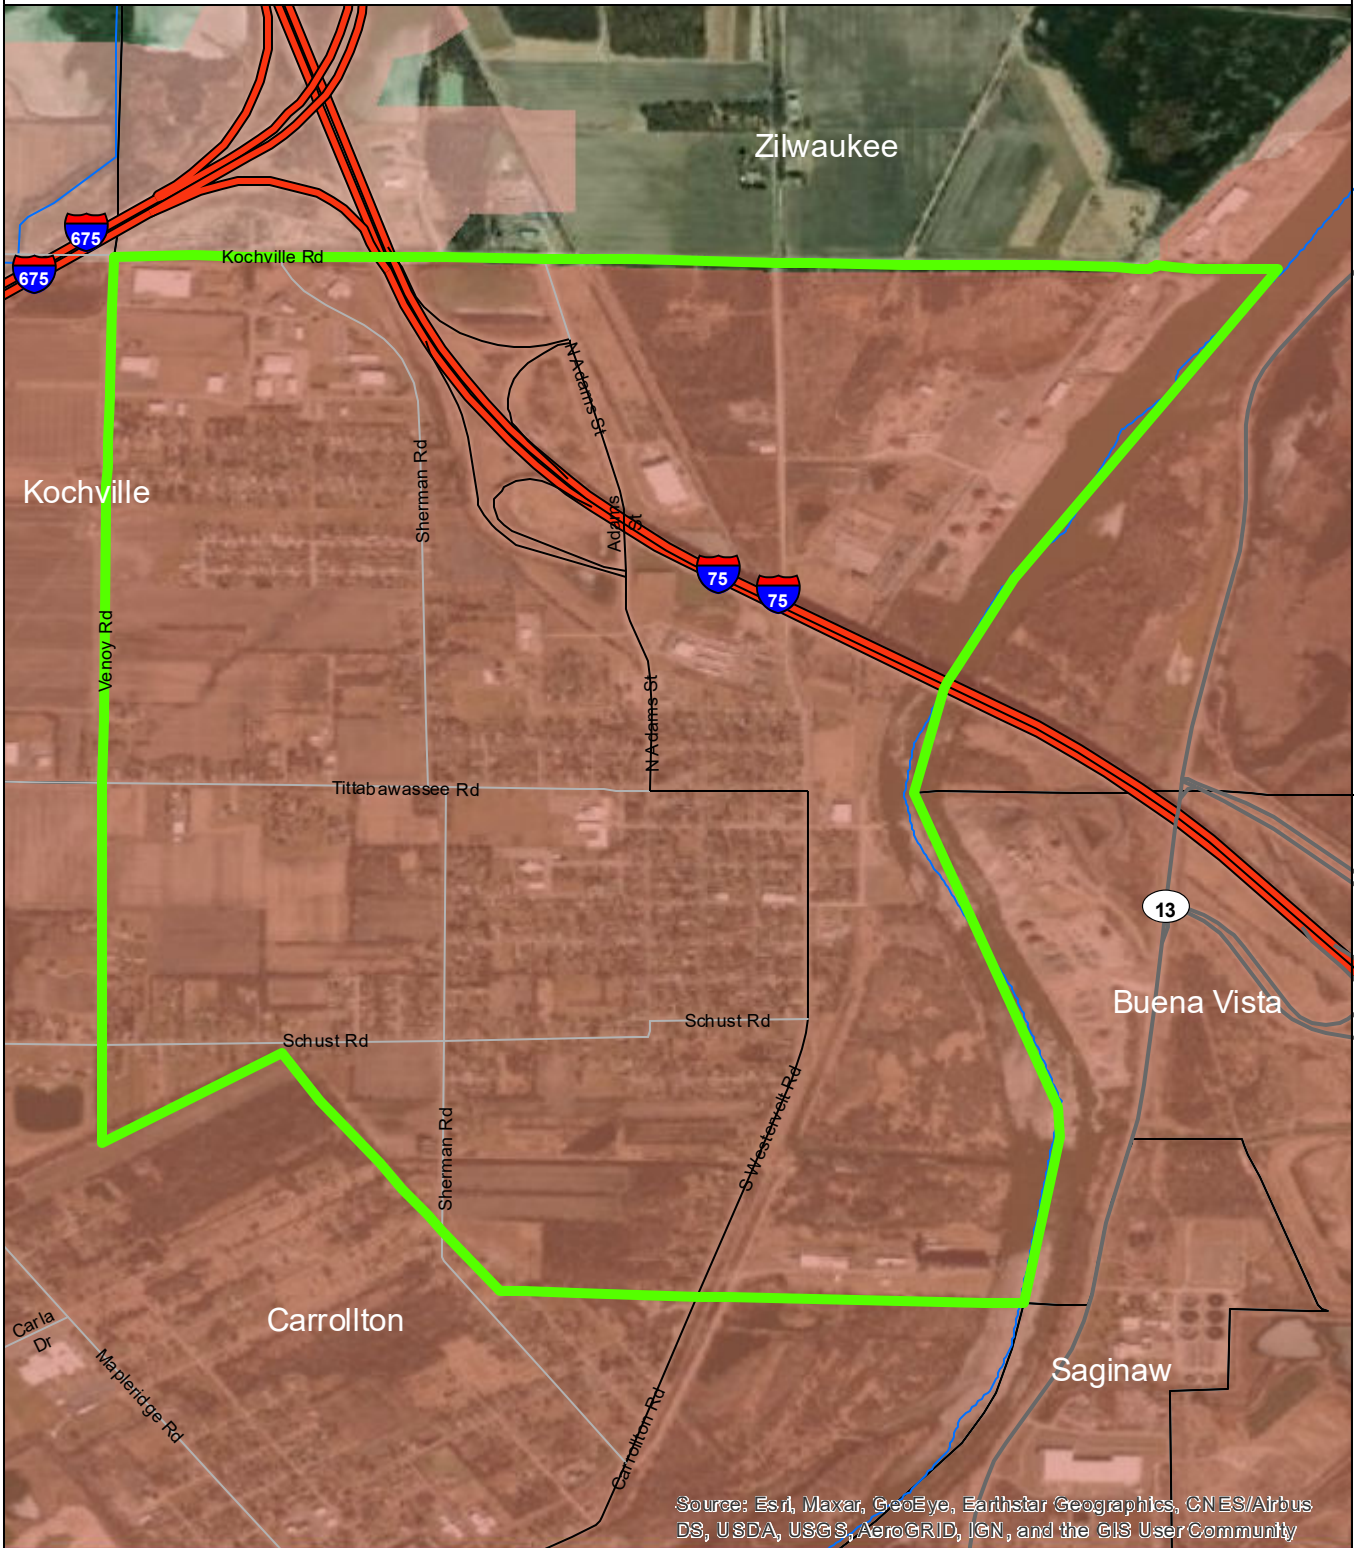 Zilwaukee
675
675
Kochville Rd
N Adams St
Sherman Rd
Kochville
Adams
St
75
75
Venoy Rd
N Adams St
Tittabawassee Rd
13
Buena Vista
Schust Rd
Schust Rd
S Westervelt Rd
Sherman Rd
Carrollton
Carla
Dr
Mapleridge Rd
Saginaw
Carrollton Rd
Source: Esri, Maxar, GeoEye, Earthstar Geographics, CNES/Airbus
DS, USDA, USGS, AeroGRID, IGN, and the GIS User Community